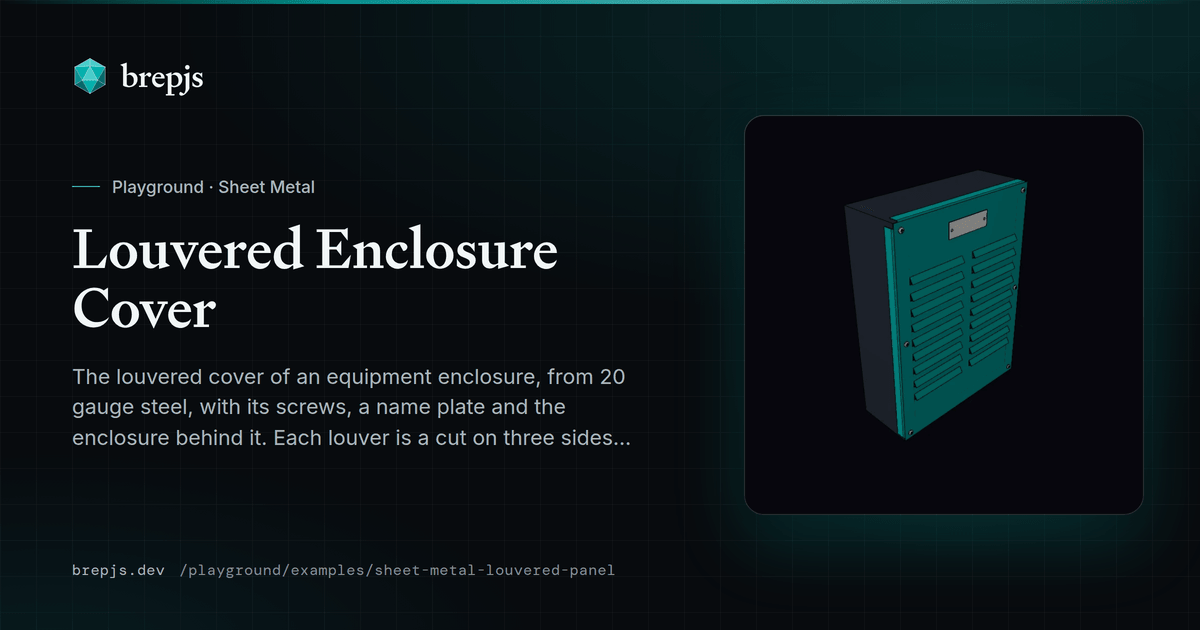 brepjs
Playground · Sheet Metal
Louvered Enclosure
Cover
The louvered cover of an equipment enclosure, from 20
gauge steel, with its screws, a name plate and the
enclosure behind it. Each louver is a cut on three sides...
brepjs.dev /playground/examples/sheet-metal-louvered-panel